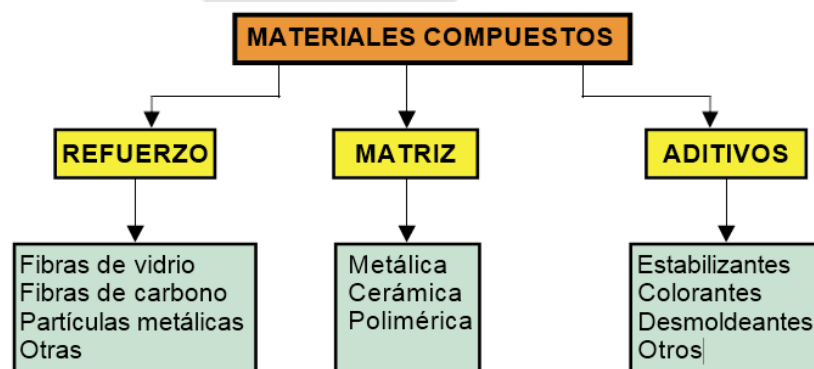 MATERIALES COMPUESTOS
REFUERZO
MATRIZ
ADITIVOS
Fibras de vidrio
Fibras de carbono
Partículas metálicas
Otras
Metálica
Cerámica
Polimérica
Estabilizantes
Colorantes
Desmoldeantes
Otros